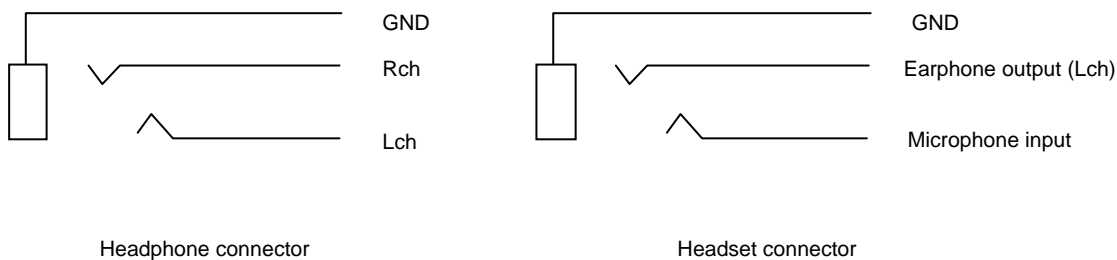 GND
Rch
Lch
Headphone connector
GND
Earphone output (Lch)
Microphone input
Headset connector